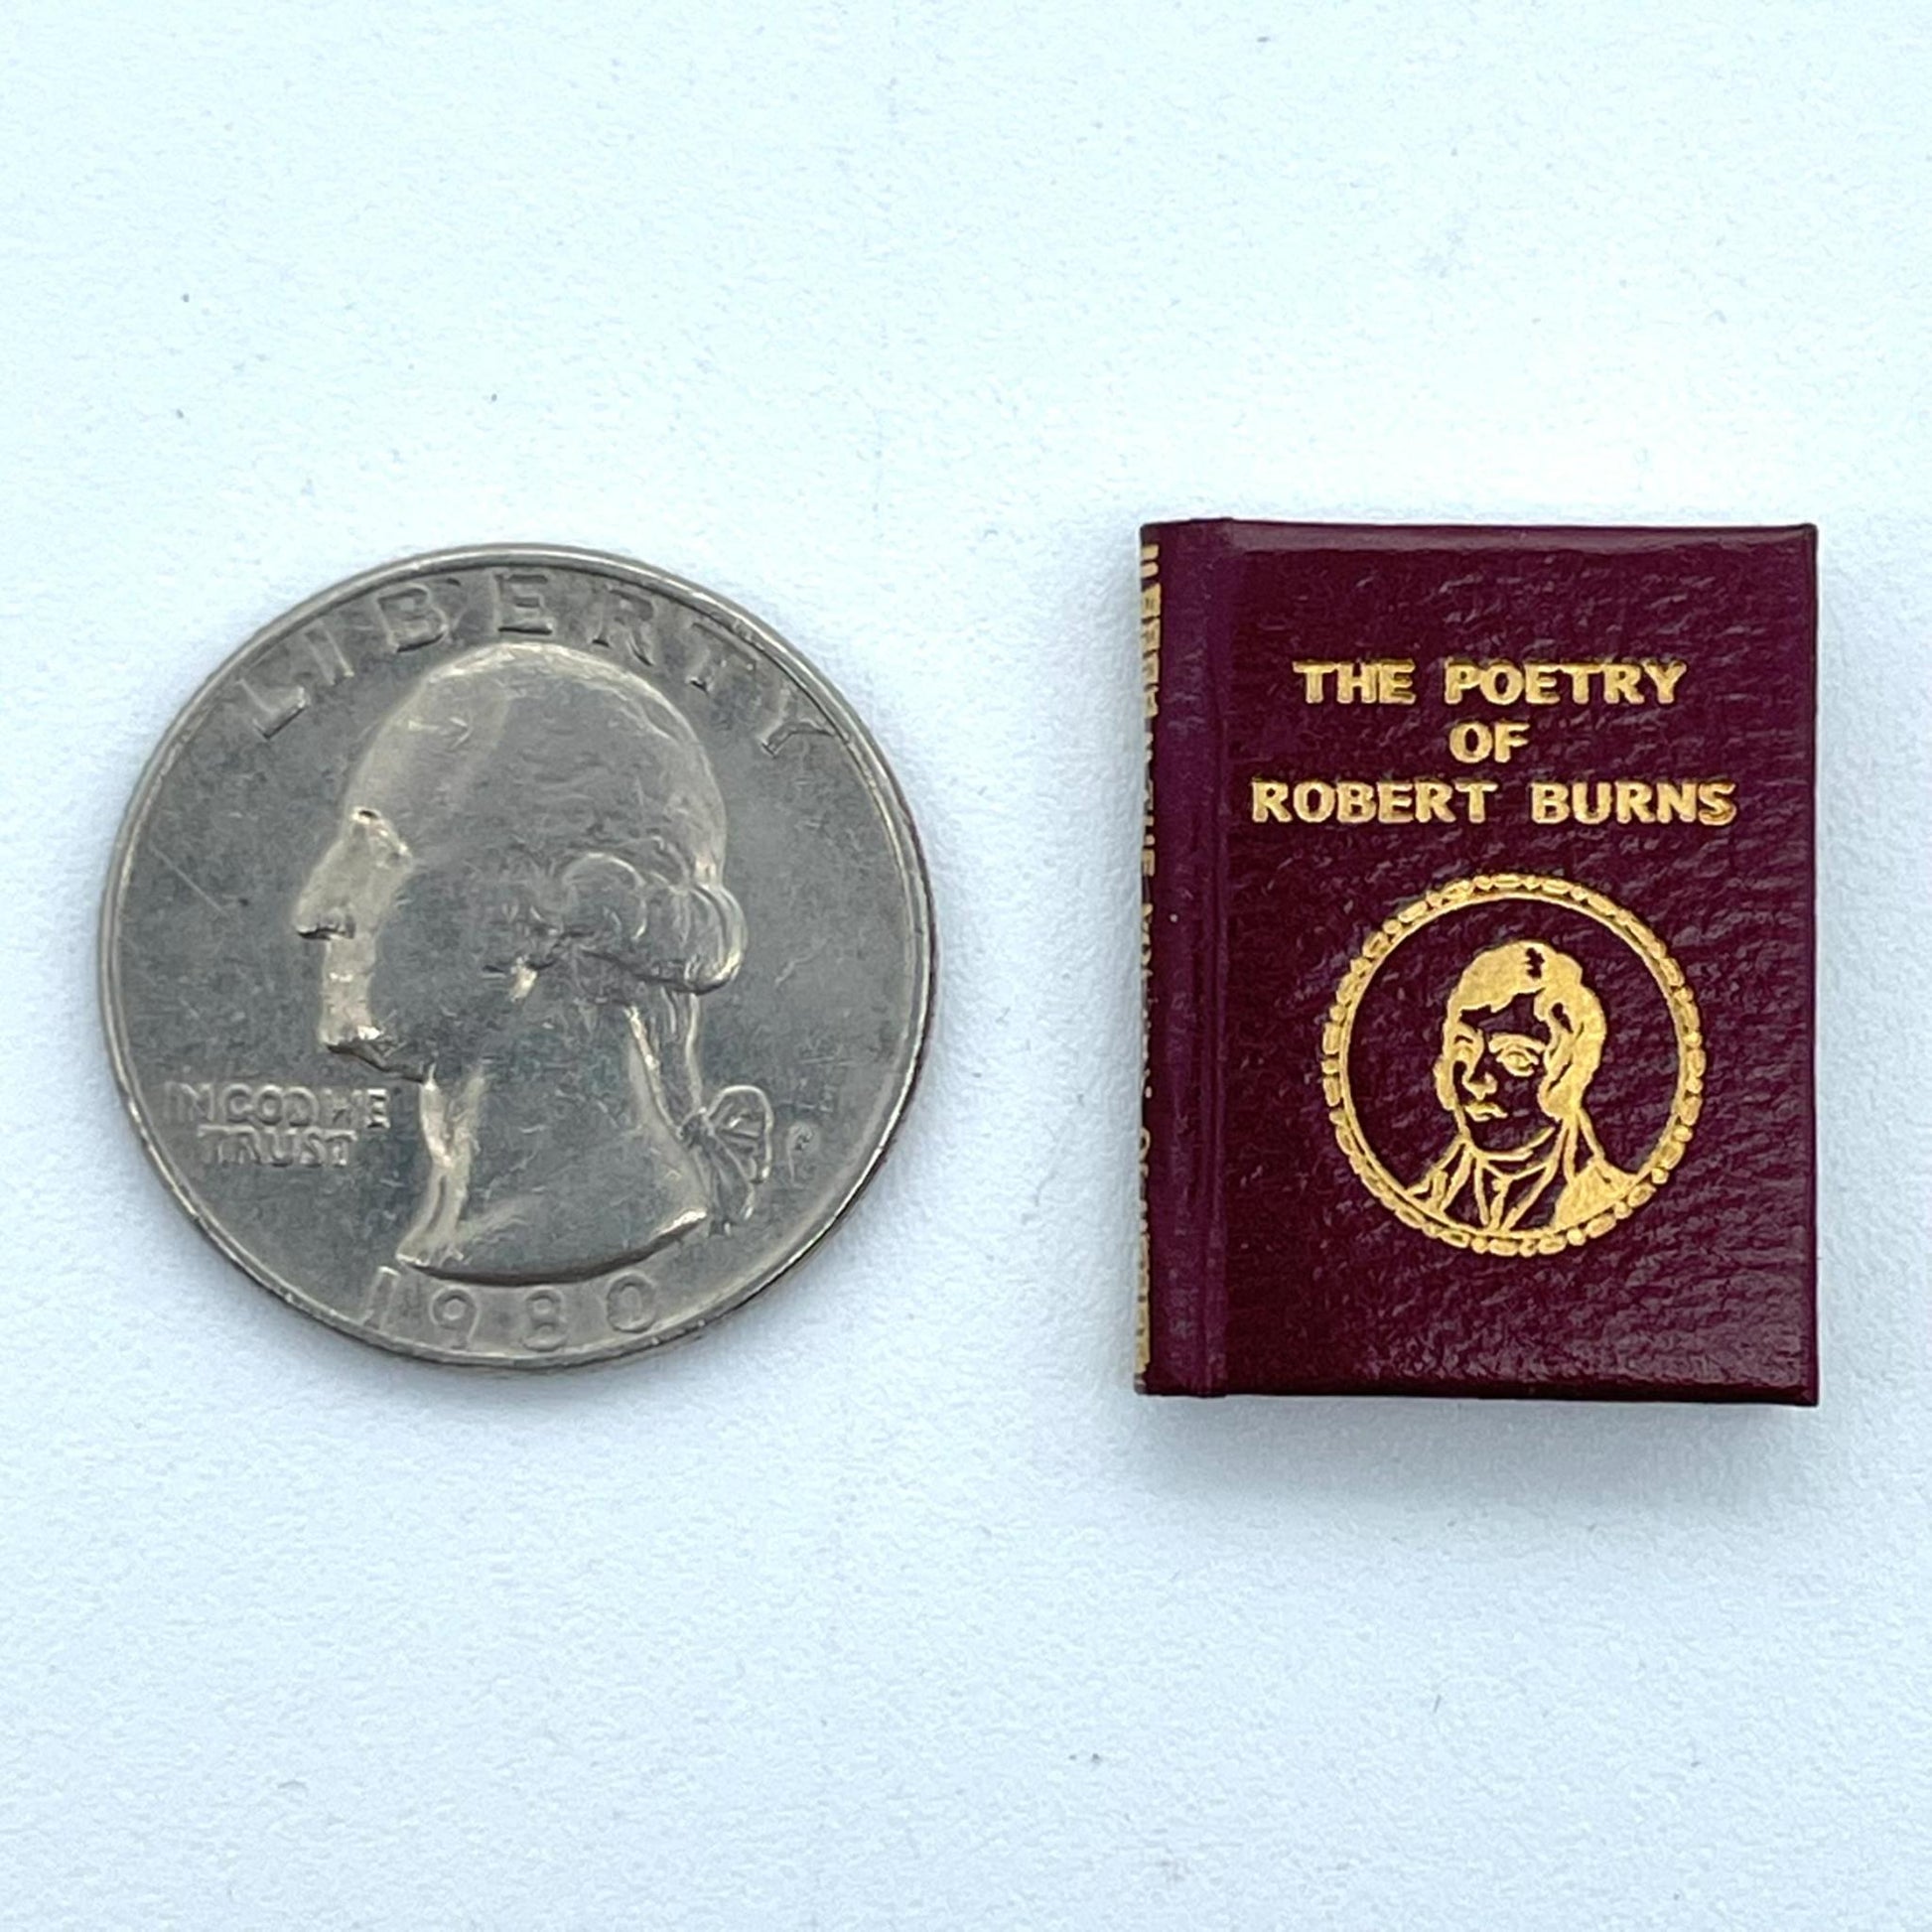 LIBERTY
IN GOD WE
TRUST
P
1980
THE POETRY
OF
ROBERT BURNS